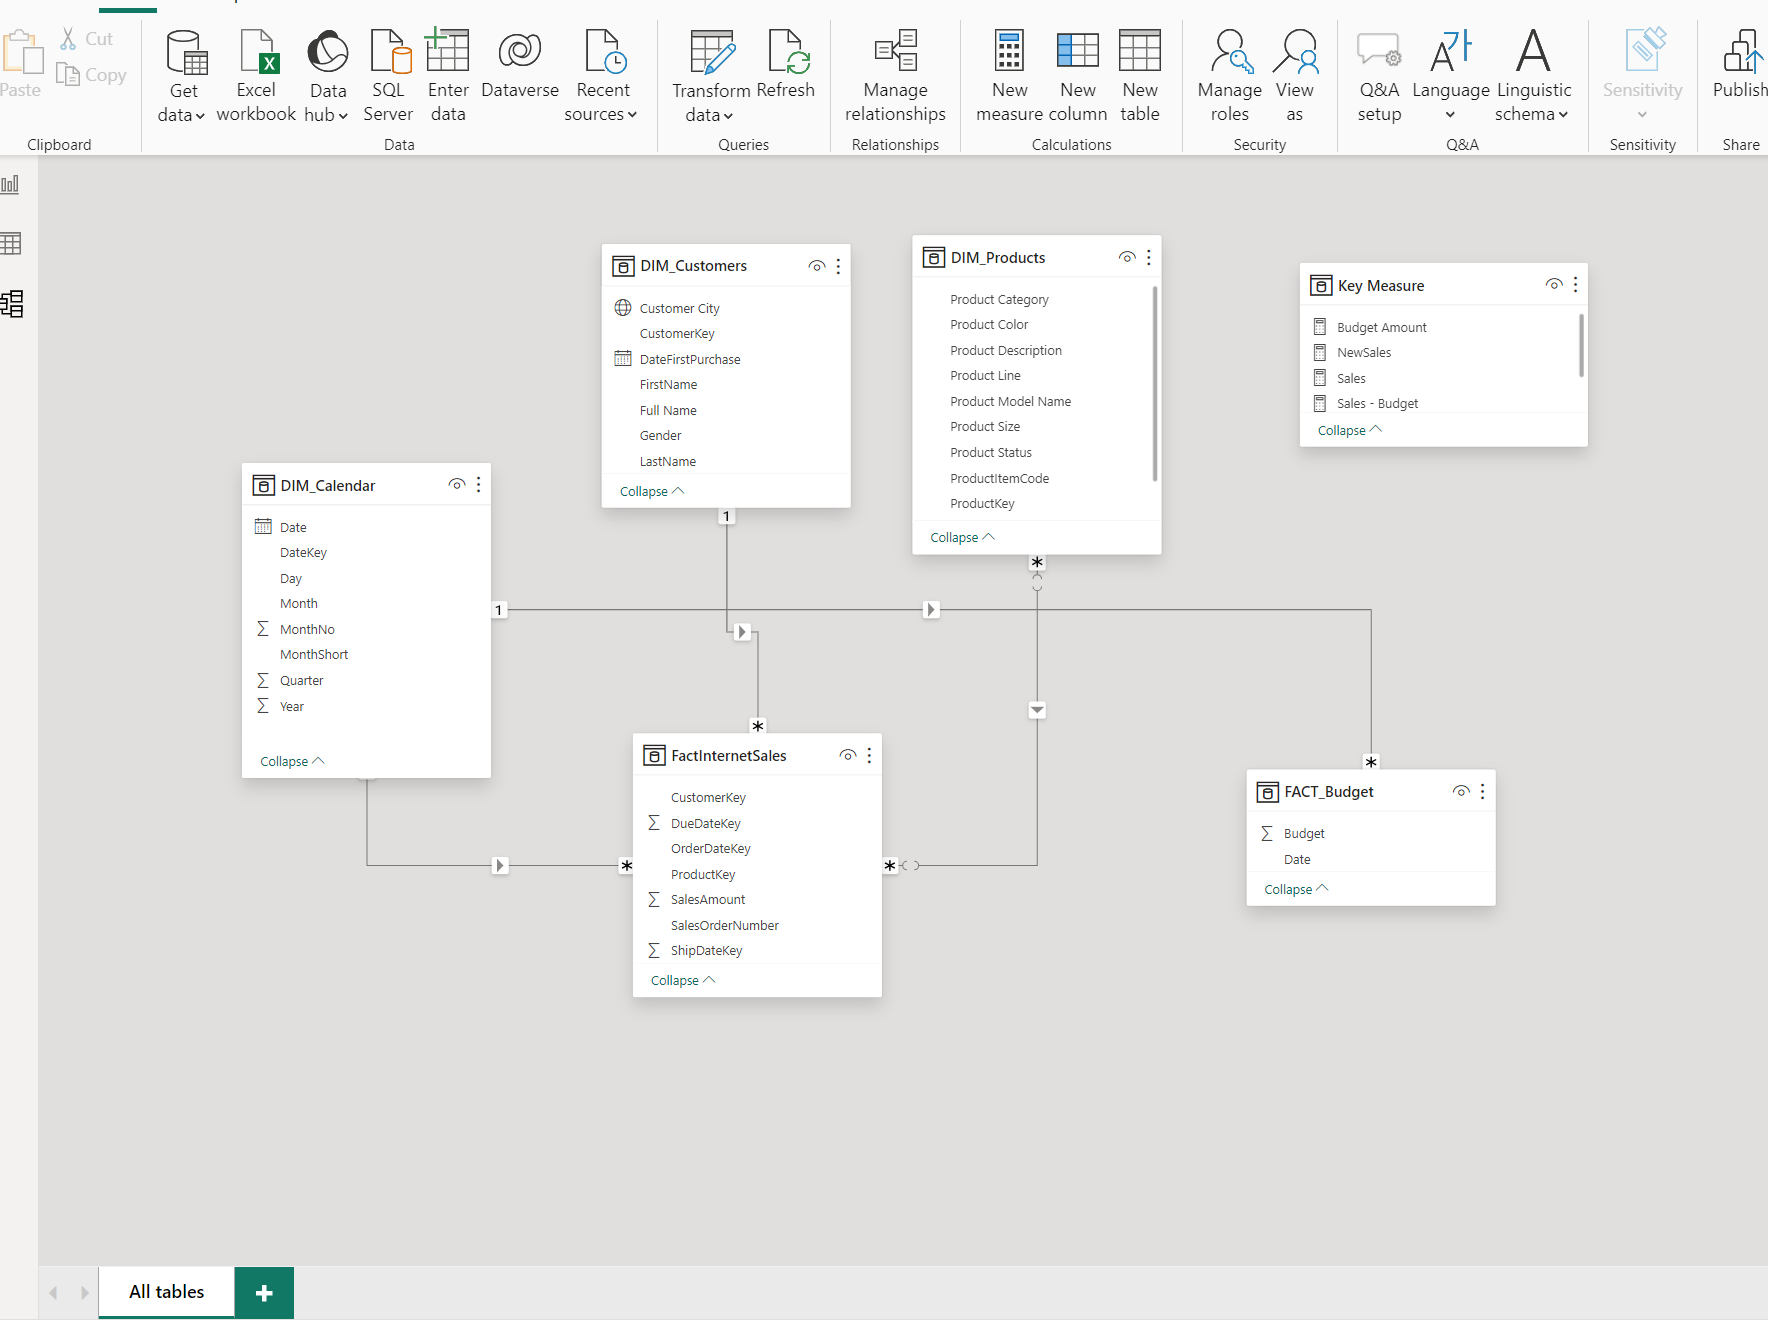 Paste
Cut
Copy
Clipboard
Get data
Excel workbook
Data hub
SQL Server
Enter data
Dataverse
Recent sources
Data
Transform data
Refresh
Queries
Manage relationships
Relationships
New measure
New column
New table
Calculations
Manage roles
View as
Security
Q&A setup
Language
Linguistic schema
Q&A
Sensitivity
Sensitivity
Publish
Share
DIM_Customers
Customer City
CustomerKey
DateFirstPurchase
FirstName
Full Name
Gender
LastName
Collapse
1
DIM_Products
Product Category
Product Color
Product Description
Product Line
Product Model Name
Product Size
Product Status
ProductItemCode
ProductKey
Collapse
*
Key Measure
Budget Amount
NewSales
Sales
Sales - Budget
Collapse
DIM_Calendar
Date
DateKey
Day
Month
MonthNo
MonthShort
Quarter
Year
Collapse
1
*
FactInternetSales
CustomerKey
DueDateKey
OrderDateKey
ProductKey
SalesAmount
SalesOrderNumber
ShipDateKey
Collapse
*
*
*
FACT_Budget
Budget
Date
Collapse
All tables
+